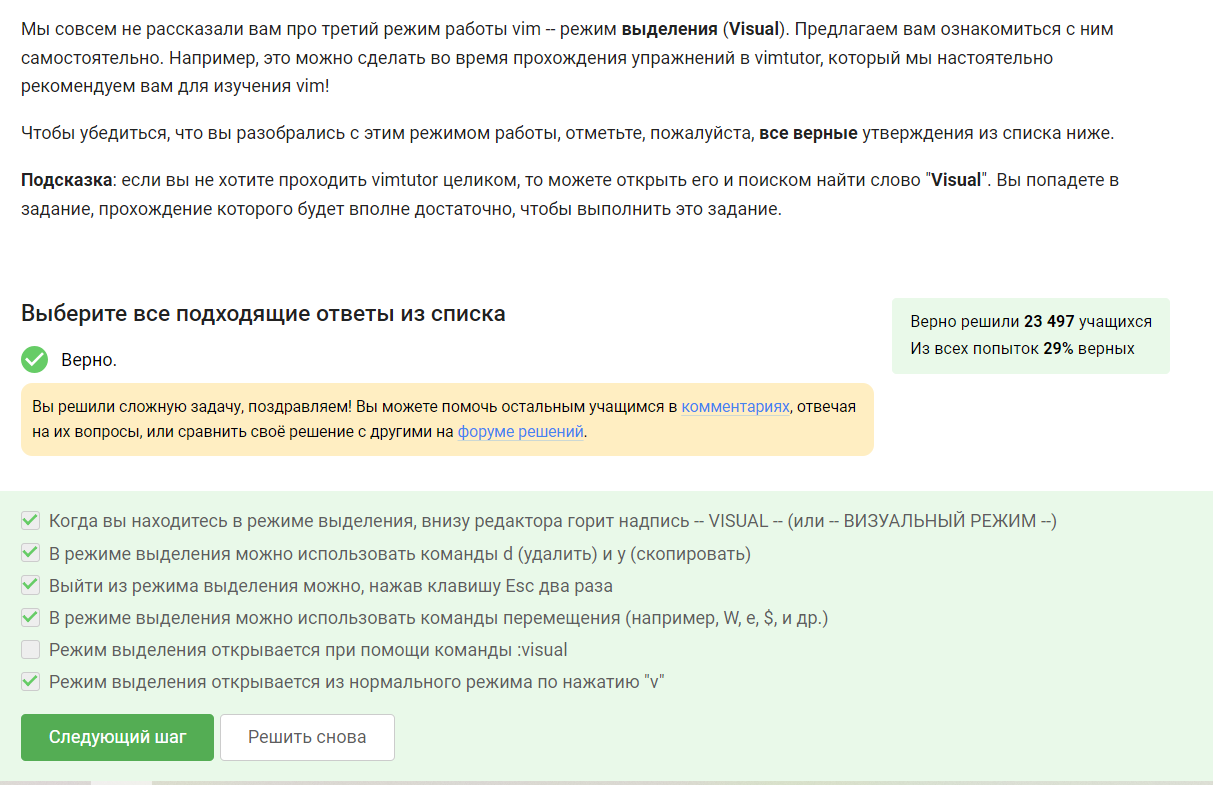 Мы совсем не рассказали вам про третий режим работы vim -- режим выделения (Visual). Предлагаем вам ознакомиться с ним
самостоятельно. Например, это можно сделать во время прохождения упражнений в vimtutor, который мы настоятельно
рекомендуем вам для изучения vim!
Чтобы убедиться, что вы разобрались с этим режимом работы, отметьте, пожалуйста, все верные утверждения из списка ниже.
Подсказка: если вы не хотите проходить vimtutor целиком, то можете открыть его и поиском найти слово "Visual". Вы попадете в
задание, прохождение которого будет вполне достаточно, чтобы выполнить это задание.
Выберите все подходящие ответы из списка
Верно решили 23 497 учащихся
Из всех попыток 29% верных
Верно.
Вы решили сложную задачу, поздравляем! Вы можете помочь остальным учащимся в комментариях, отвечая
на их вопросы, или сравнить своё решение с другими на форуме решений.
Когда вы находитесь в режиме выделения, внизу редактора горит надпись -- VISUAL -- (или -- ВИЗУАЛЬНЫЙ РЕЖИМ --)
В режиме выделения можно использовать команды d (удалить) и y (скопировать)
Выйти из режима выделения можно, нажав клавишу Esc два раза
В режиме выделения можно использовать команды перемещения (например, W, e, $, и др.)
Режим выделения открывается при помощи команды :visual
Режим выделения открывается из нормального режима по нажатию "v"
Следующий шаг
Решить снова